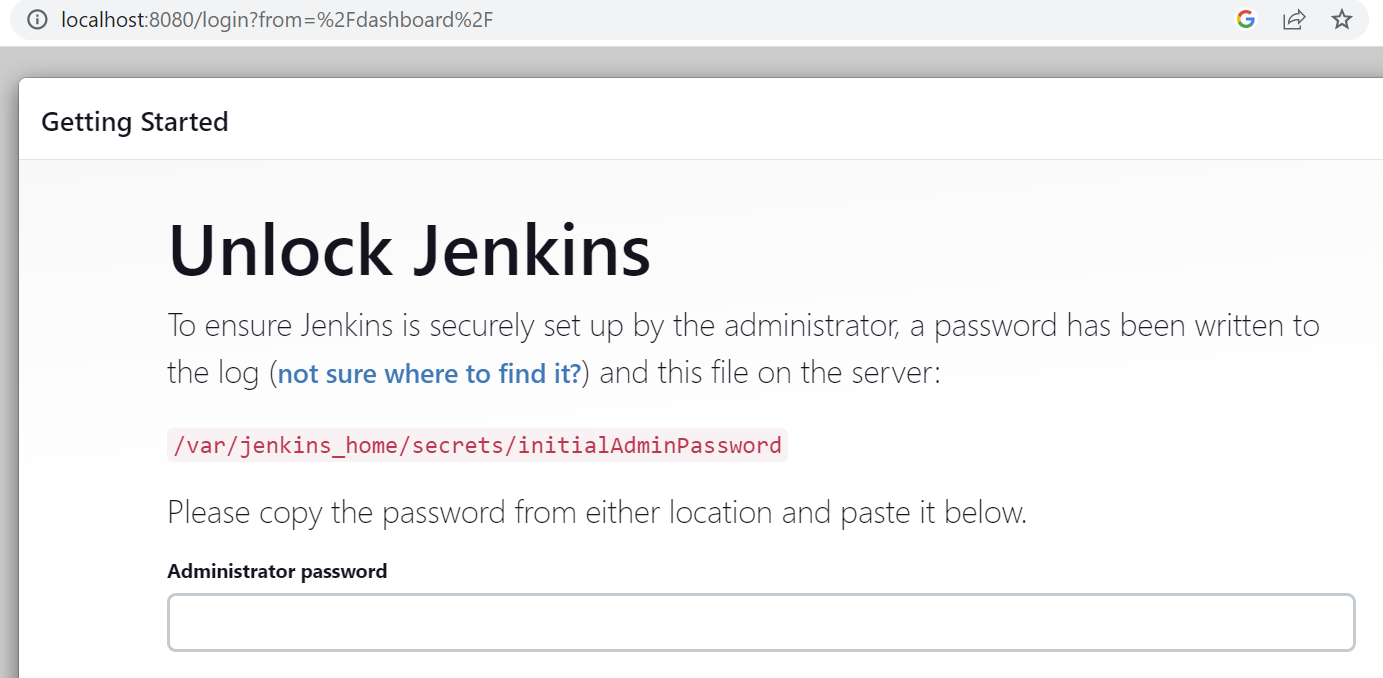 localhost:8080/login?from=%2Fdashboard%2F
Getting Started
Unlock Jenkins
To ensure Jenkins is securely set up by the administrator, a password has been written to
the log (not sure where to find it?) and this file on the server:
/var/jenkins_home/secrets/initialAdminPassword
Please copy the password from either location and paste it below.
Administrator password